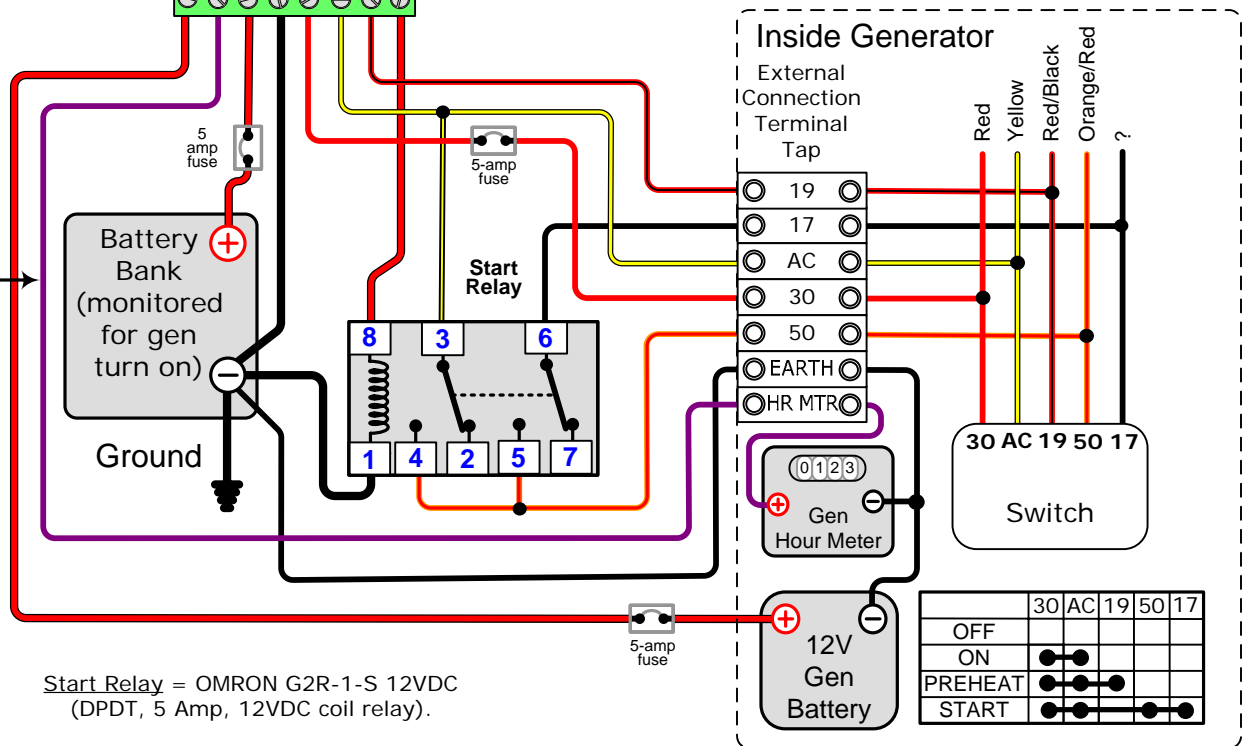 Inside Generator
External
Connection
Terminal
Tap
Red
Yellow
Red/Black
Orange/Red
?
5
amp
fuse
5-amp
fuse
19
17
AC
30
50
EARTH
HR MTR
Battery
Bank
(monitored
for gen
turn on)
+
−
Ground
Start
Relay
8
3
6
1
4
2
5
7
30 AC 19 50 17
Switch
0 1 2 3
+
−
Gen
Hour Meter
5-amp
fuse
+
−
12V
Gen
Battery
30 AC 19 50 17
OFF
ON
PREHEAT
START
Start Relay = OMRON G2R-1-S 12VDC
(DPDT, 5 Amp, 12VDC coil relay).